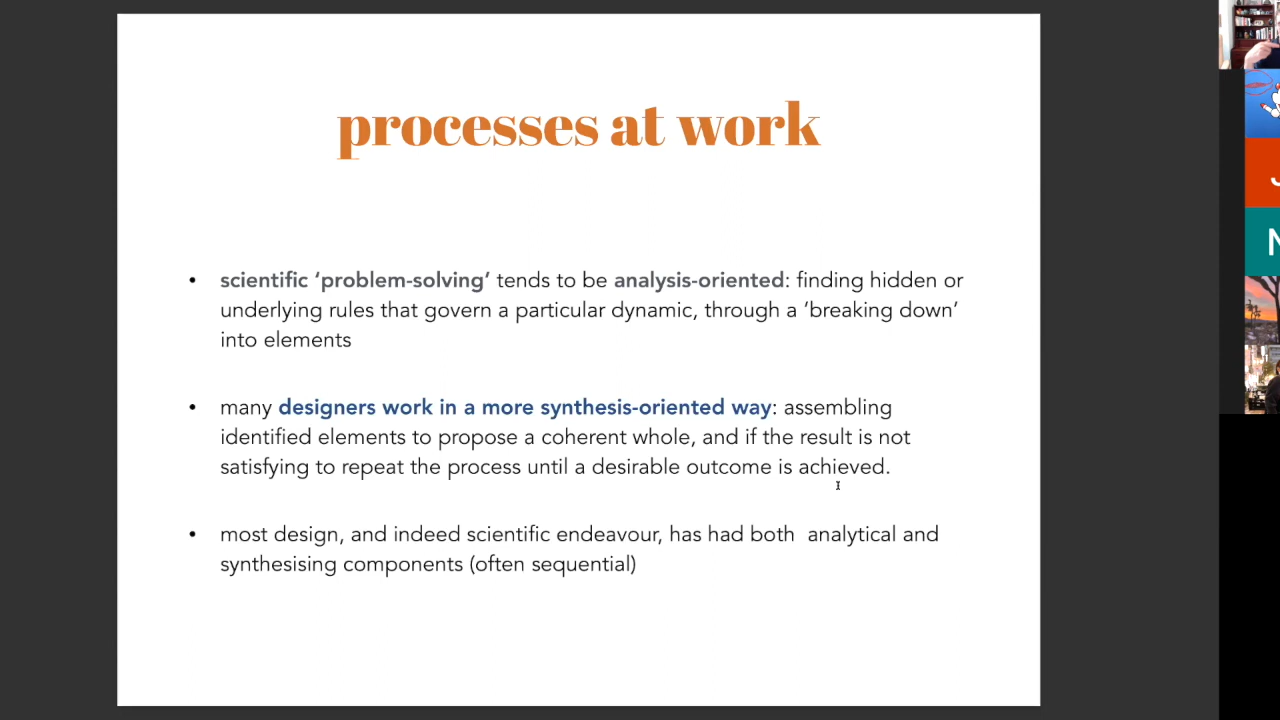 processes at work
• scientific ‘problem-solving’ tends to be analysis-oriented: finding hidden or
underlying rules that govern a particular dynamic, through a ‘breaking down’
into elements
• many designers work in a more synthesis-oriented way: assembling
identified elements to propose a coherent whole, and if the result is not
satisfying to repeat the process until a desirable outcome is achieved.
• most design, and indeed scientific endeavour, has had both  analytical and
synthesising components (often sequential)